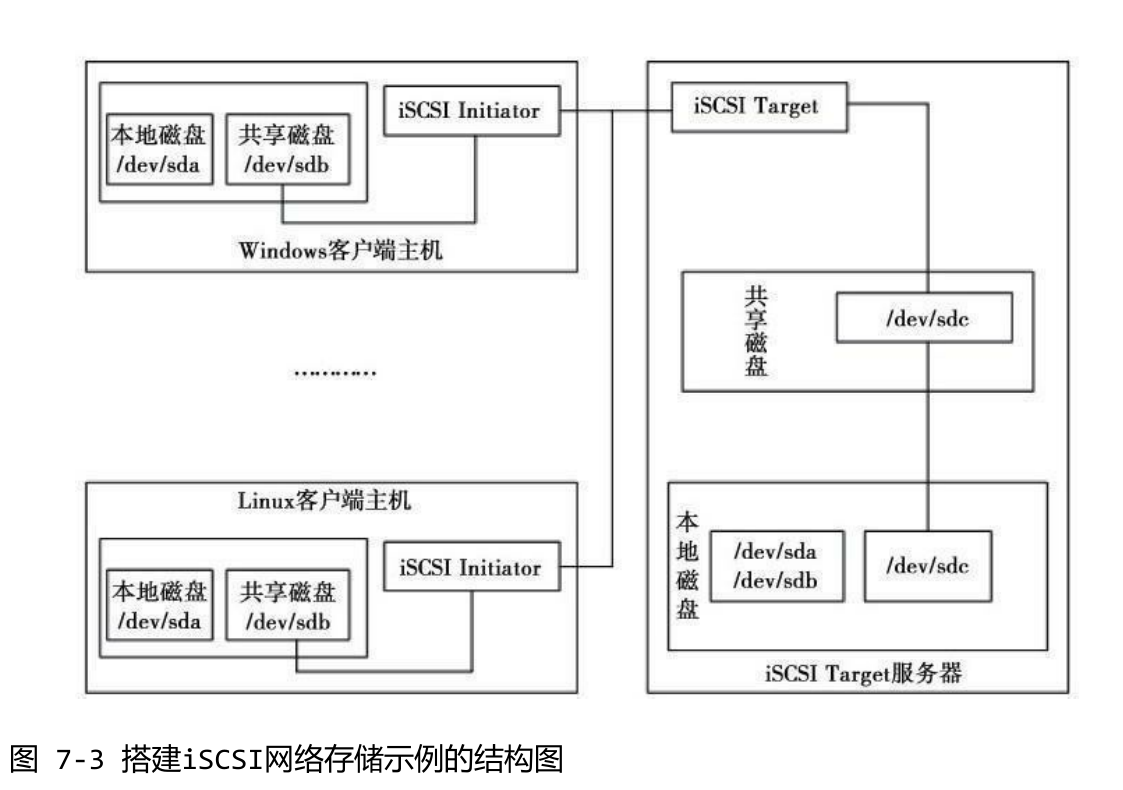 iSCSI Initiator
本地磁盘
/dev/sda
共享磁盘
/dev/sdb
Windows客户端主机
…………
Linux客户端主机
iSCSI Initiator
本地磁盘
/dev/sda
共享磁盘
/dev/sdb
iSCSI Target
共享磁盘
/dev/sdc
本地磁盘
/dev/sda
/dev/sdb
/dev/sdc
iSCSI Target服务器
图 7-3 搭建iSCSI网络存储示例的结构图